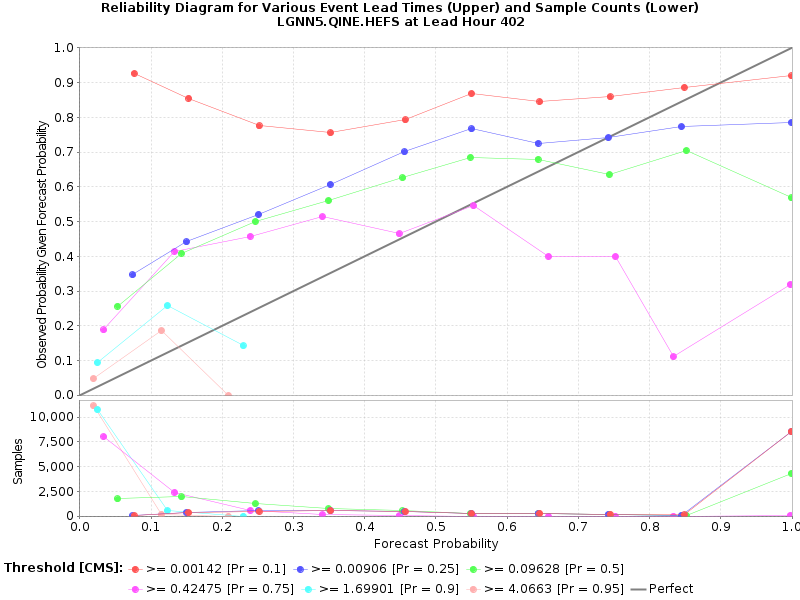 Reliability Diagram for Various Event Lead Times (Upper) and Sample Counts (Lower)
LGNN5.QINE.HEFS at Lead Hour 402
Observed Probability Given Forecast Probability
1.0
0.9
0.8
0.7
0.6
0.5
0.4
0.3
0.2
0.1
0.0
Samples
10,000
7,500
5,000
2,500
0
0.0 0.1 0.2 0.3 0.4 0.5 0.6 0.7 0.8 0.9 1.0
Forecast Probability
Threshold [CMS]: >= 0.00142 [Pr = 0.1] >= 0.00906 [Pr = 0.25] >= 0.09628 [Pr = 0.5]
>= 0.42475 [Pr = 0.75] >= 1.69901 [Pr = 0.9] >= 4.0663 [Pr = 0.95] Perfect